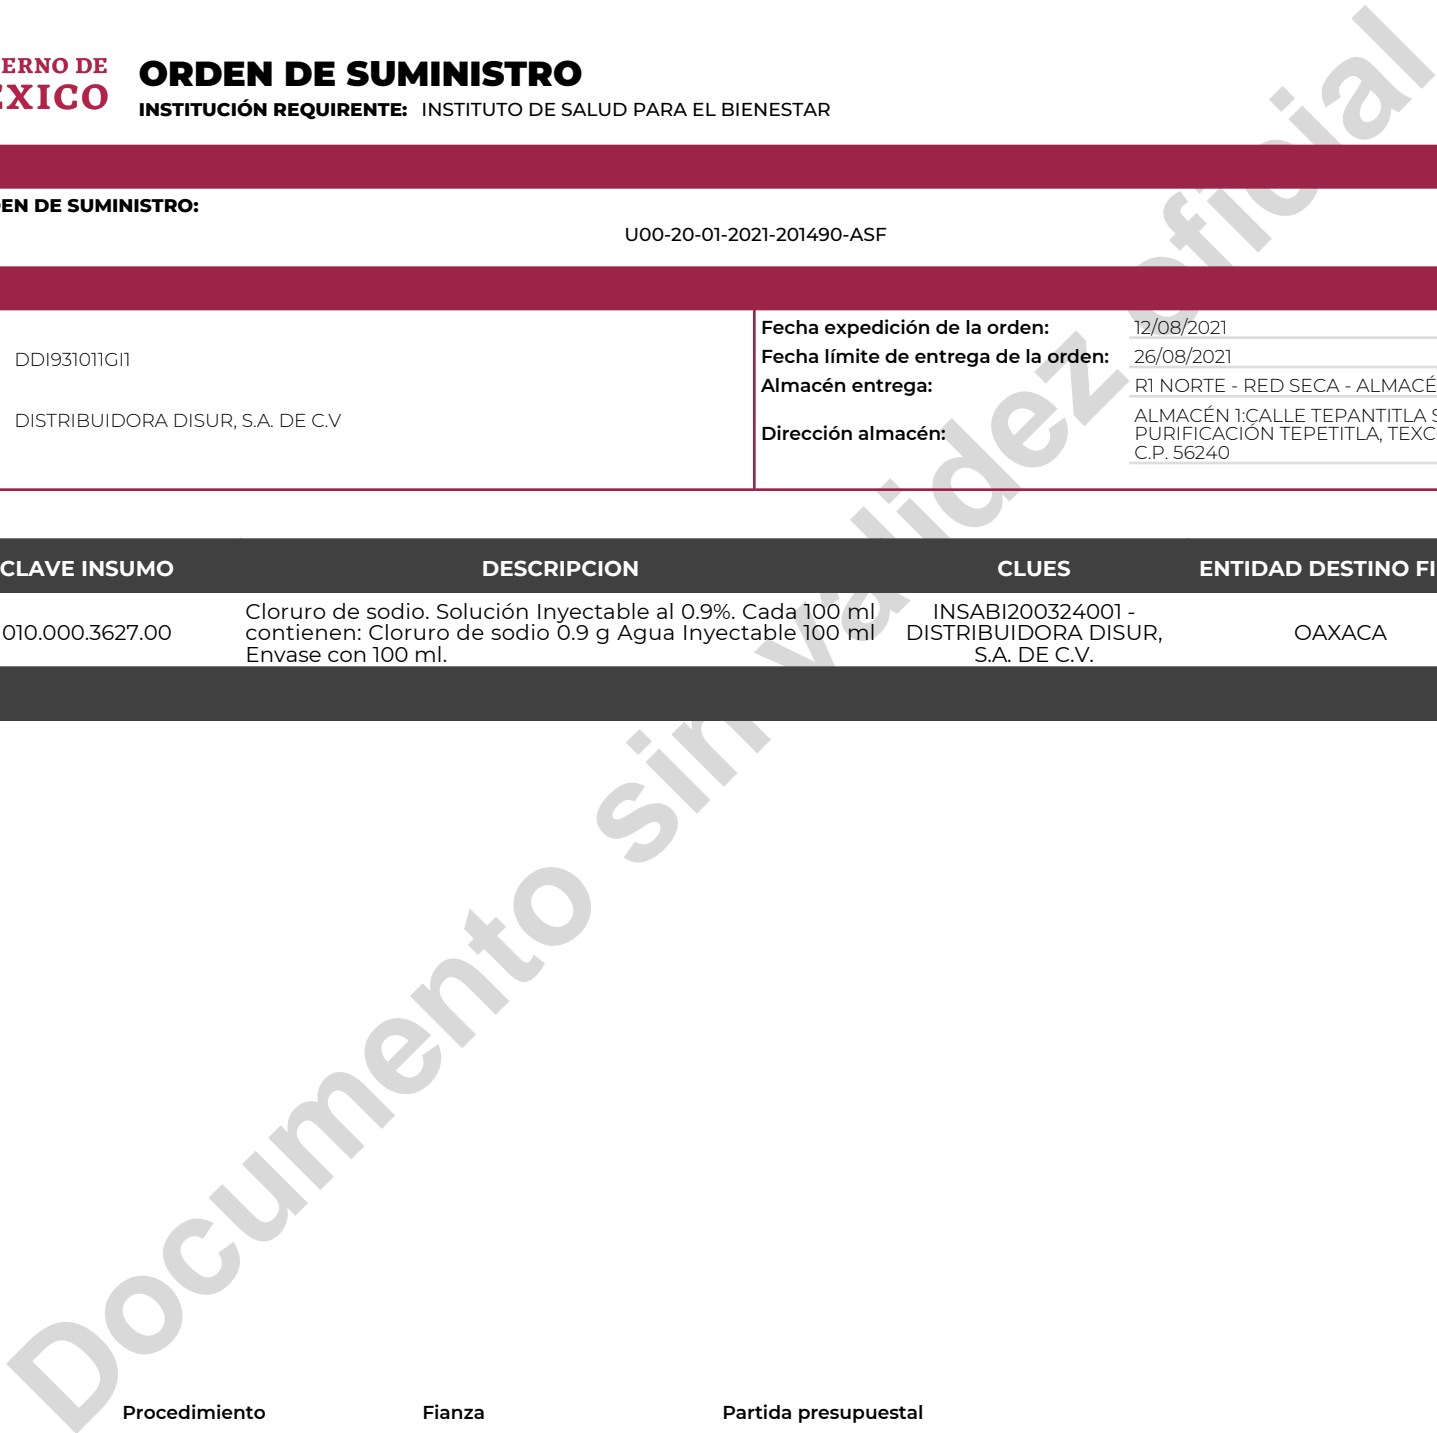 ERNO DE
EXICO
ORDEN DE SUMINISTRO
INSTITUCIÓN REQUIRENTE: INSTITUTO DE SALUD PARA EL BIENESTAR
EN DE SUMINISTRO:
U00-20-01-2021-201490-ASF
DDI931011GI1
DISTRIBUIDORA DISUR, S.A. DE C.V
Fecha expedición de la orden: 12/08/2021
Fecha límite de entrega de la orden: 26/08/2021
Almacén entrega: R1 NORTE - RED SECA - ALMACÉ
Dirección almacén:
ALMACÉN 1:CALLE TEPANTITLA S
PURIFICACIÓN TEPETITLA, TEXC
C.P. 56240
CLAVE INSUMO DESCRIPCION CLUES ENTIDAD DESTINO FI
010.000.3627.00
Cloruro de sodio. Solución Inyectable al 0.9%. Cada 100 ml
contienen: Cloruro de sodio 0.9 g Agua Inyectable 100 ml
Envase con 100 ml.
INSABI200324001 -
DISTRIBUIDORA DISUR,
S.A. DE C.V.
OAXACA
Documento sin validez oficial
Procedimiento Fianza Partida presupuestal